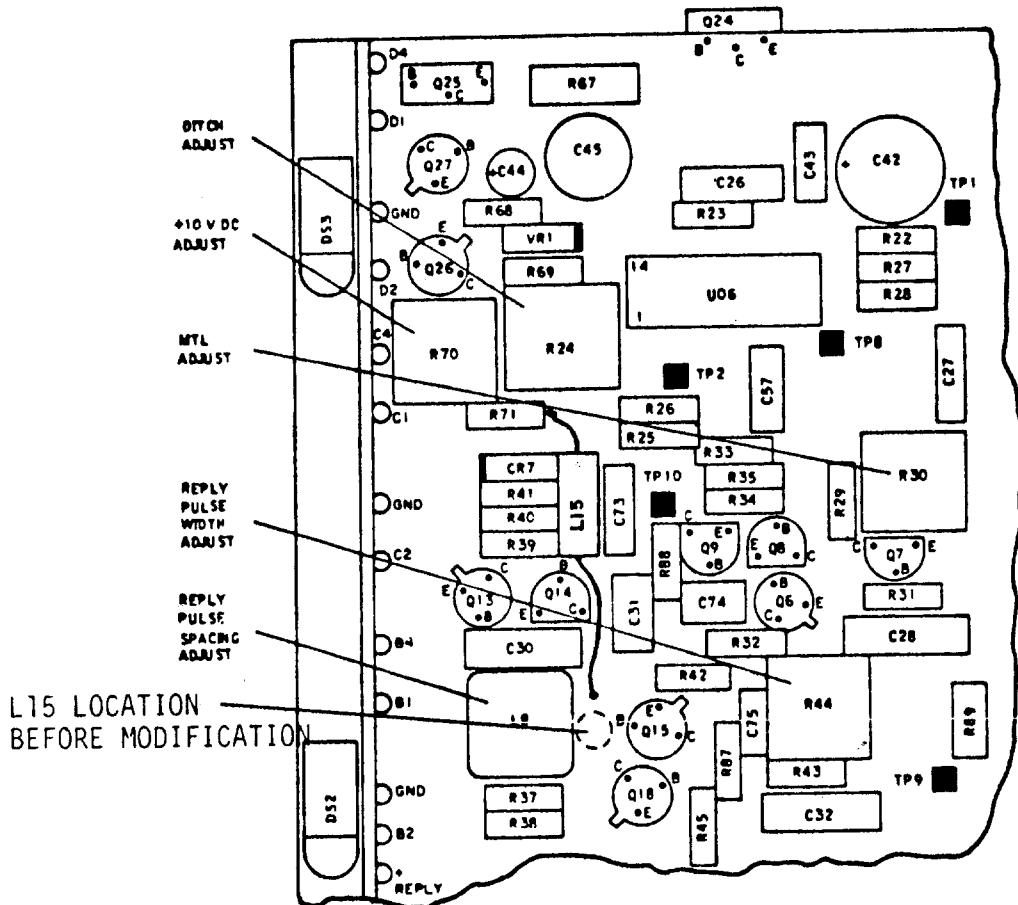 Q24
B C E
D4
B Q25 E
C
R67
D1
DITCH
ADJUST
C B
Q27
E
+C44
C45
C43
+ C42
C26
TP1
R68
R23
GND
DS3
+10 V DC
ADJUST
E
VR1
R22
B Q26
C
R69
14
U06
1
R27
R28
D2
MTL
ADJUST
C4
R70
R24
TP8
TP2
C57
C27
C1
R71
R26
R25
R33
R30
CR7
R41
R40
R39
L15
C73
TP10
R35
R34
R29
REPLY
PULSE
WIDTH
ADJUST
GND
C2
C E
Q9
B
B
E Q8 C
C E
Q7
B
R88
C
E Q13
B
B
Q14
E C
C31
C74
B
Q6 E
C
R31
REPLY
PULSE
SPACING
ADJUST
B4
C30
R32
C28
R42
R44
L15 LOCATION
BEFORE MODIFICATION
B1
E
B Q15
C
C75
R89
R87
C B
Q18
E
R43
TP9
DS2
GND
R37
R38
R45
C32
B2
+
REPLY